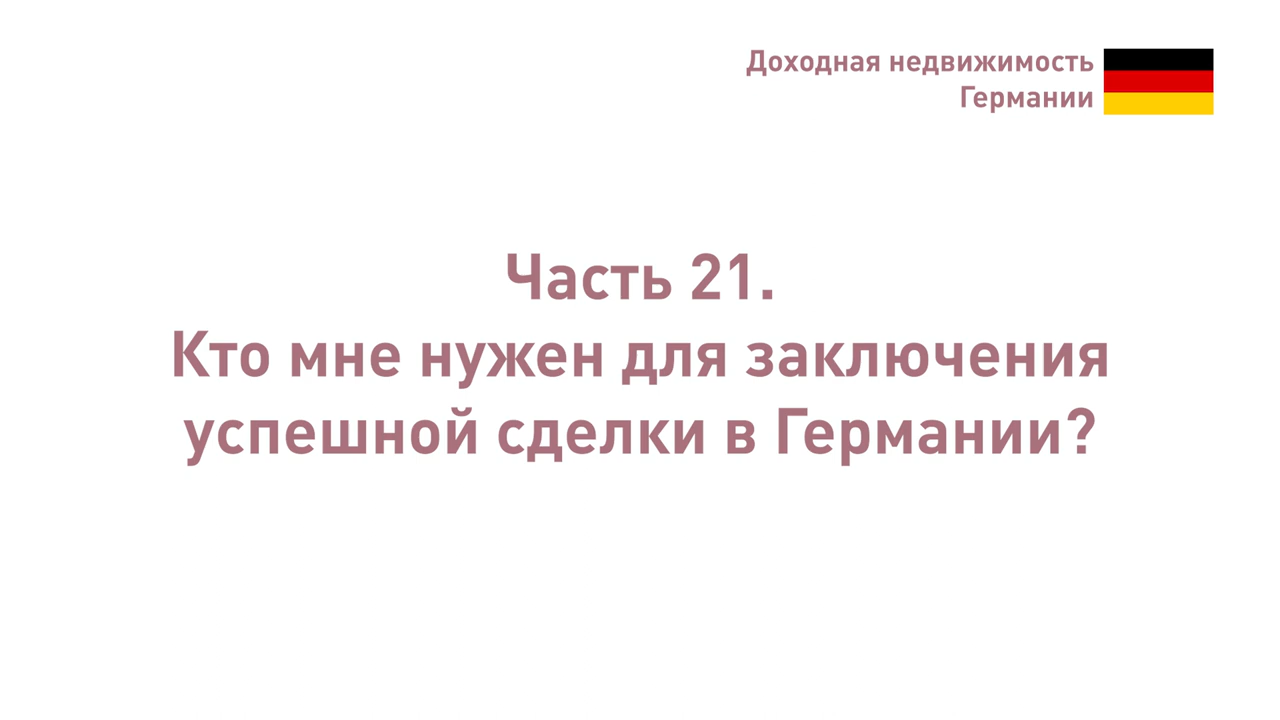 Доходная недвижимость
Германии
Часть 21.
Кто мне нужен для заключения
успешной сделки в Германии?